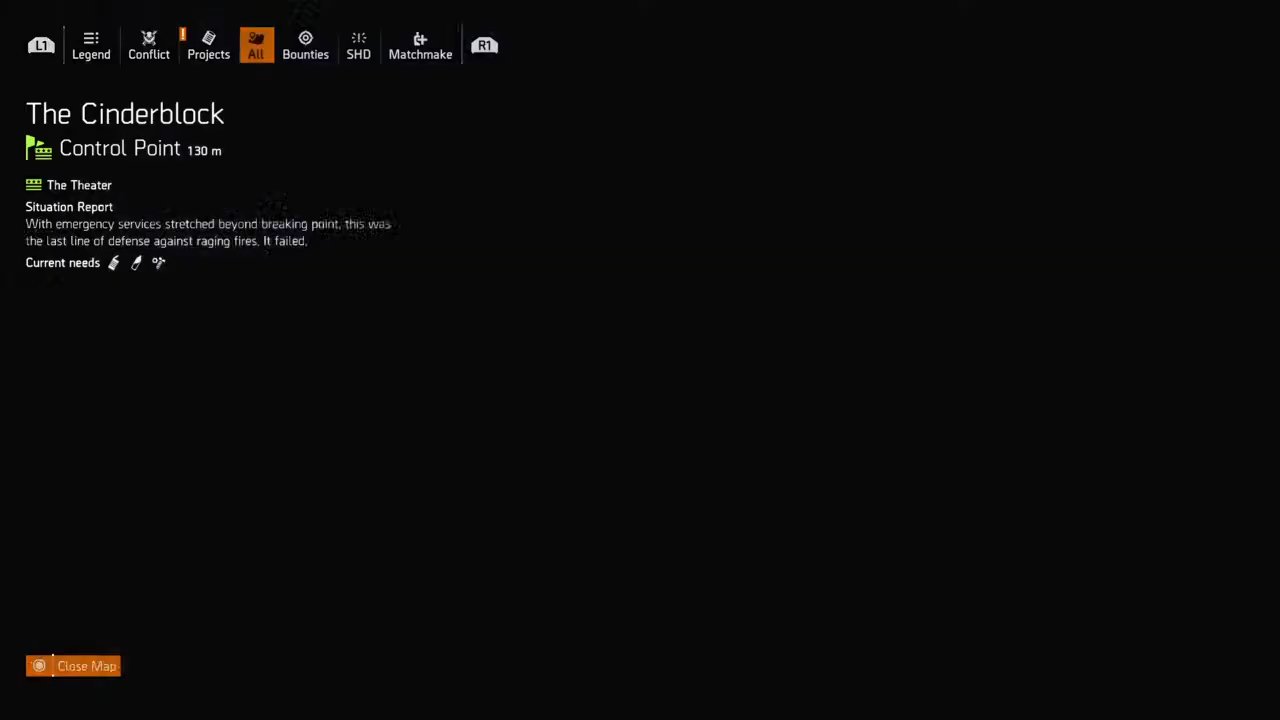 L1 Legend Conflict ! Projects All Bounties SHD Matchmake R1
The Cinderblock
Control Point 130 m
The Theater
Situation Report
With emergency services stretched beyond breaking point, this was
the last line of defense against raging fires. It failed.
Current needs
Close Map